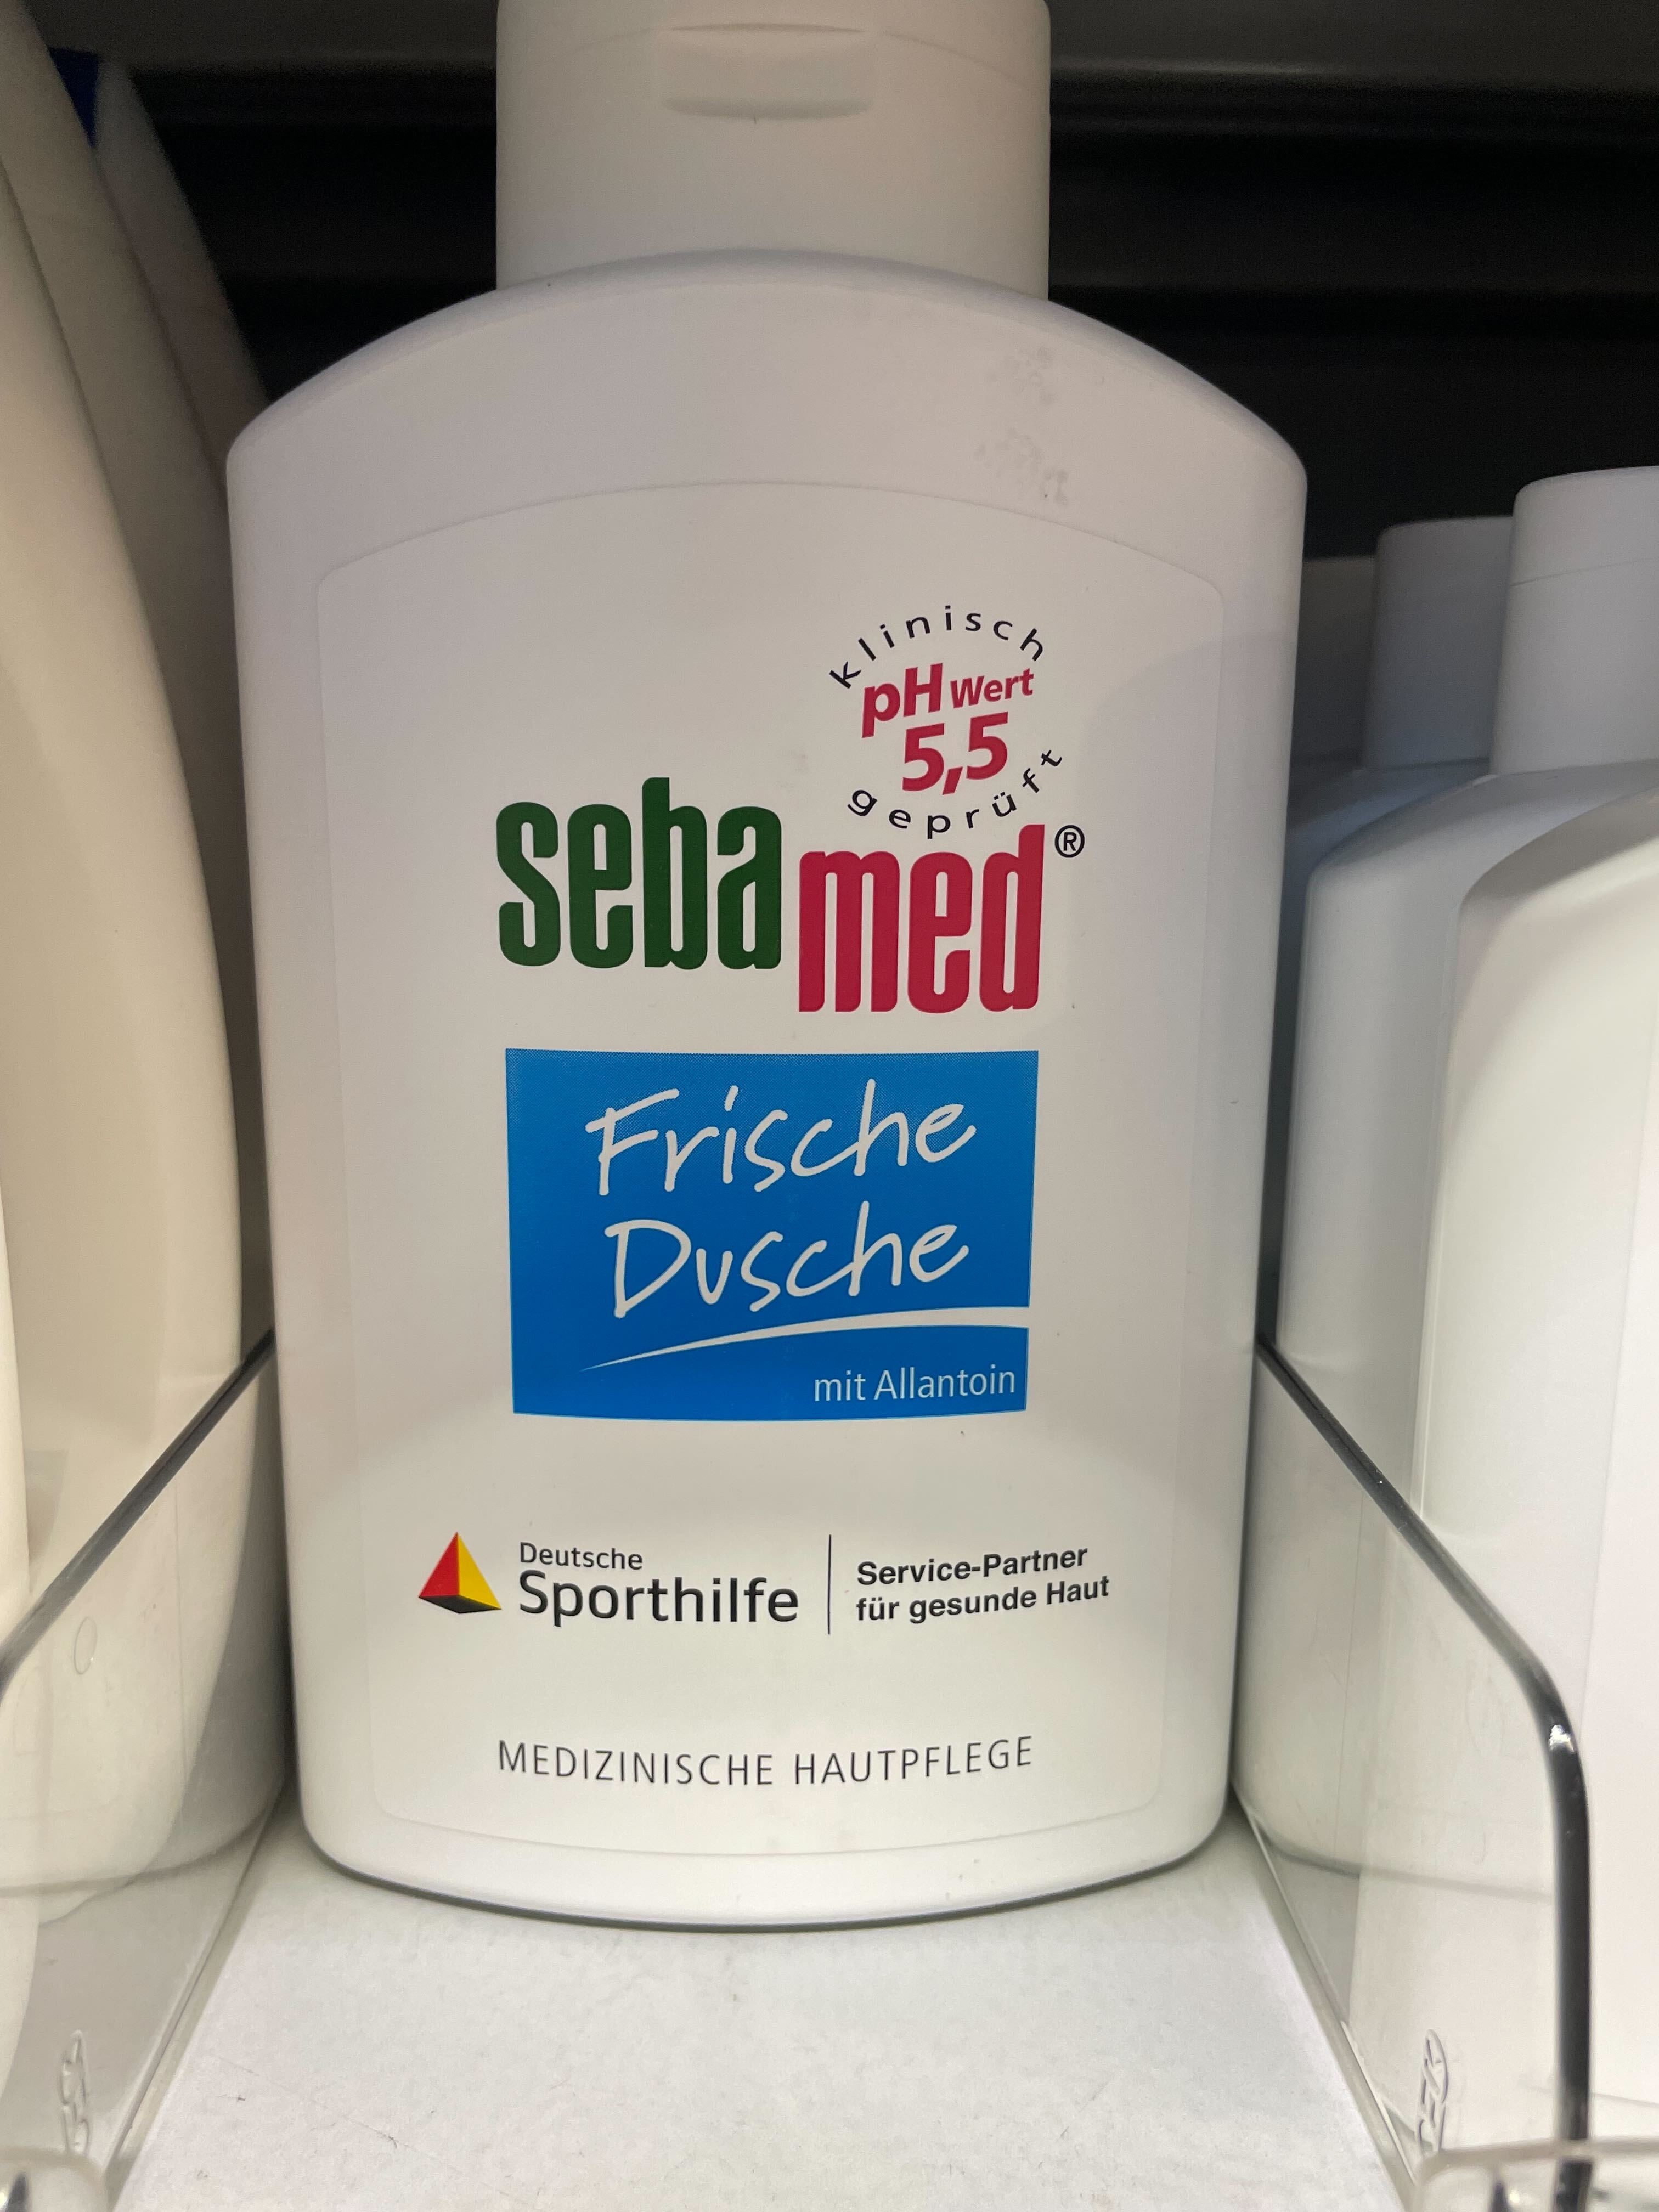 klinisch
pH Wert
5,5
geprüft
sebamed®
Frische
Dusche
mit Allantoin
Deutsche
Sporthilfe
Service-Partner
für gesunde Haut
MEDIZINISCHE HAUTPFLEGE